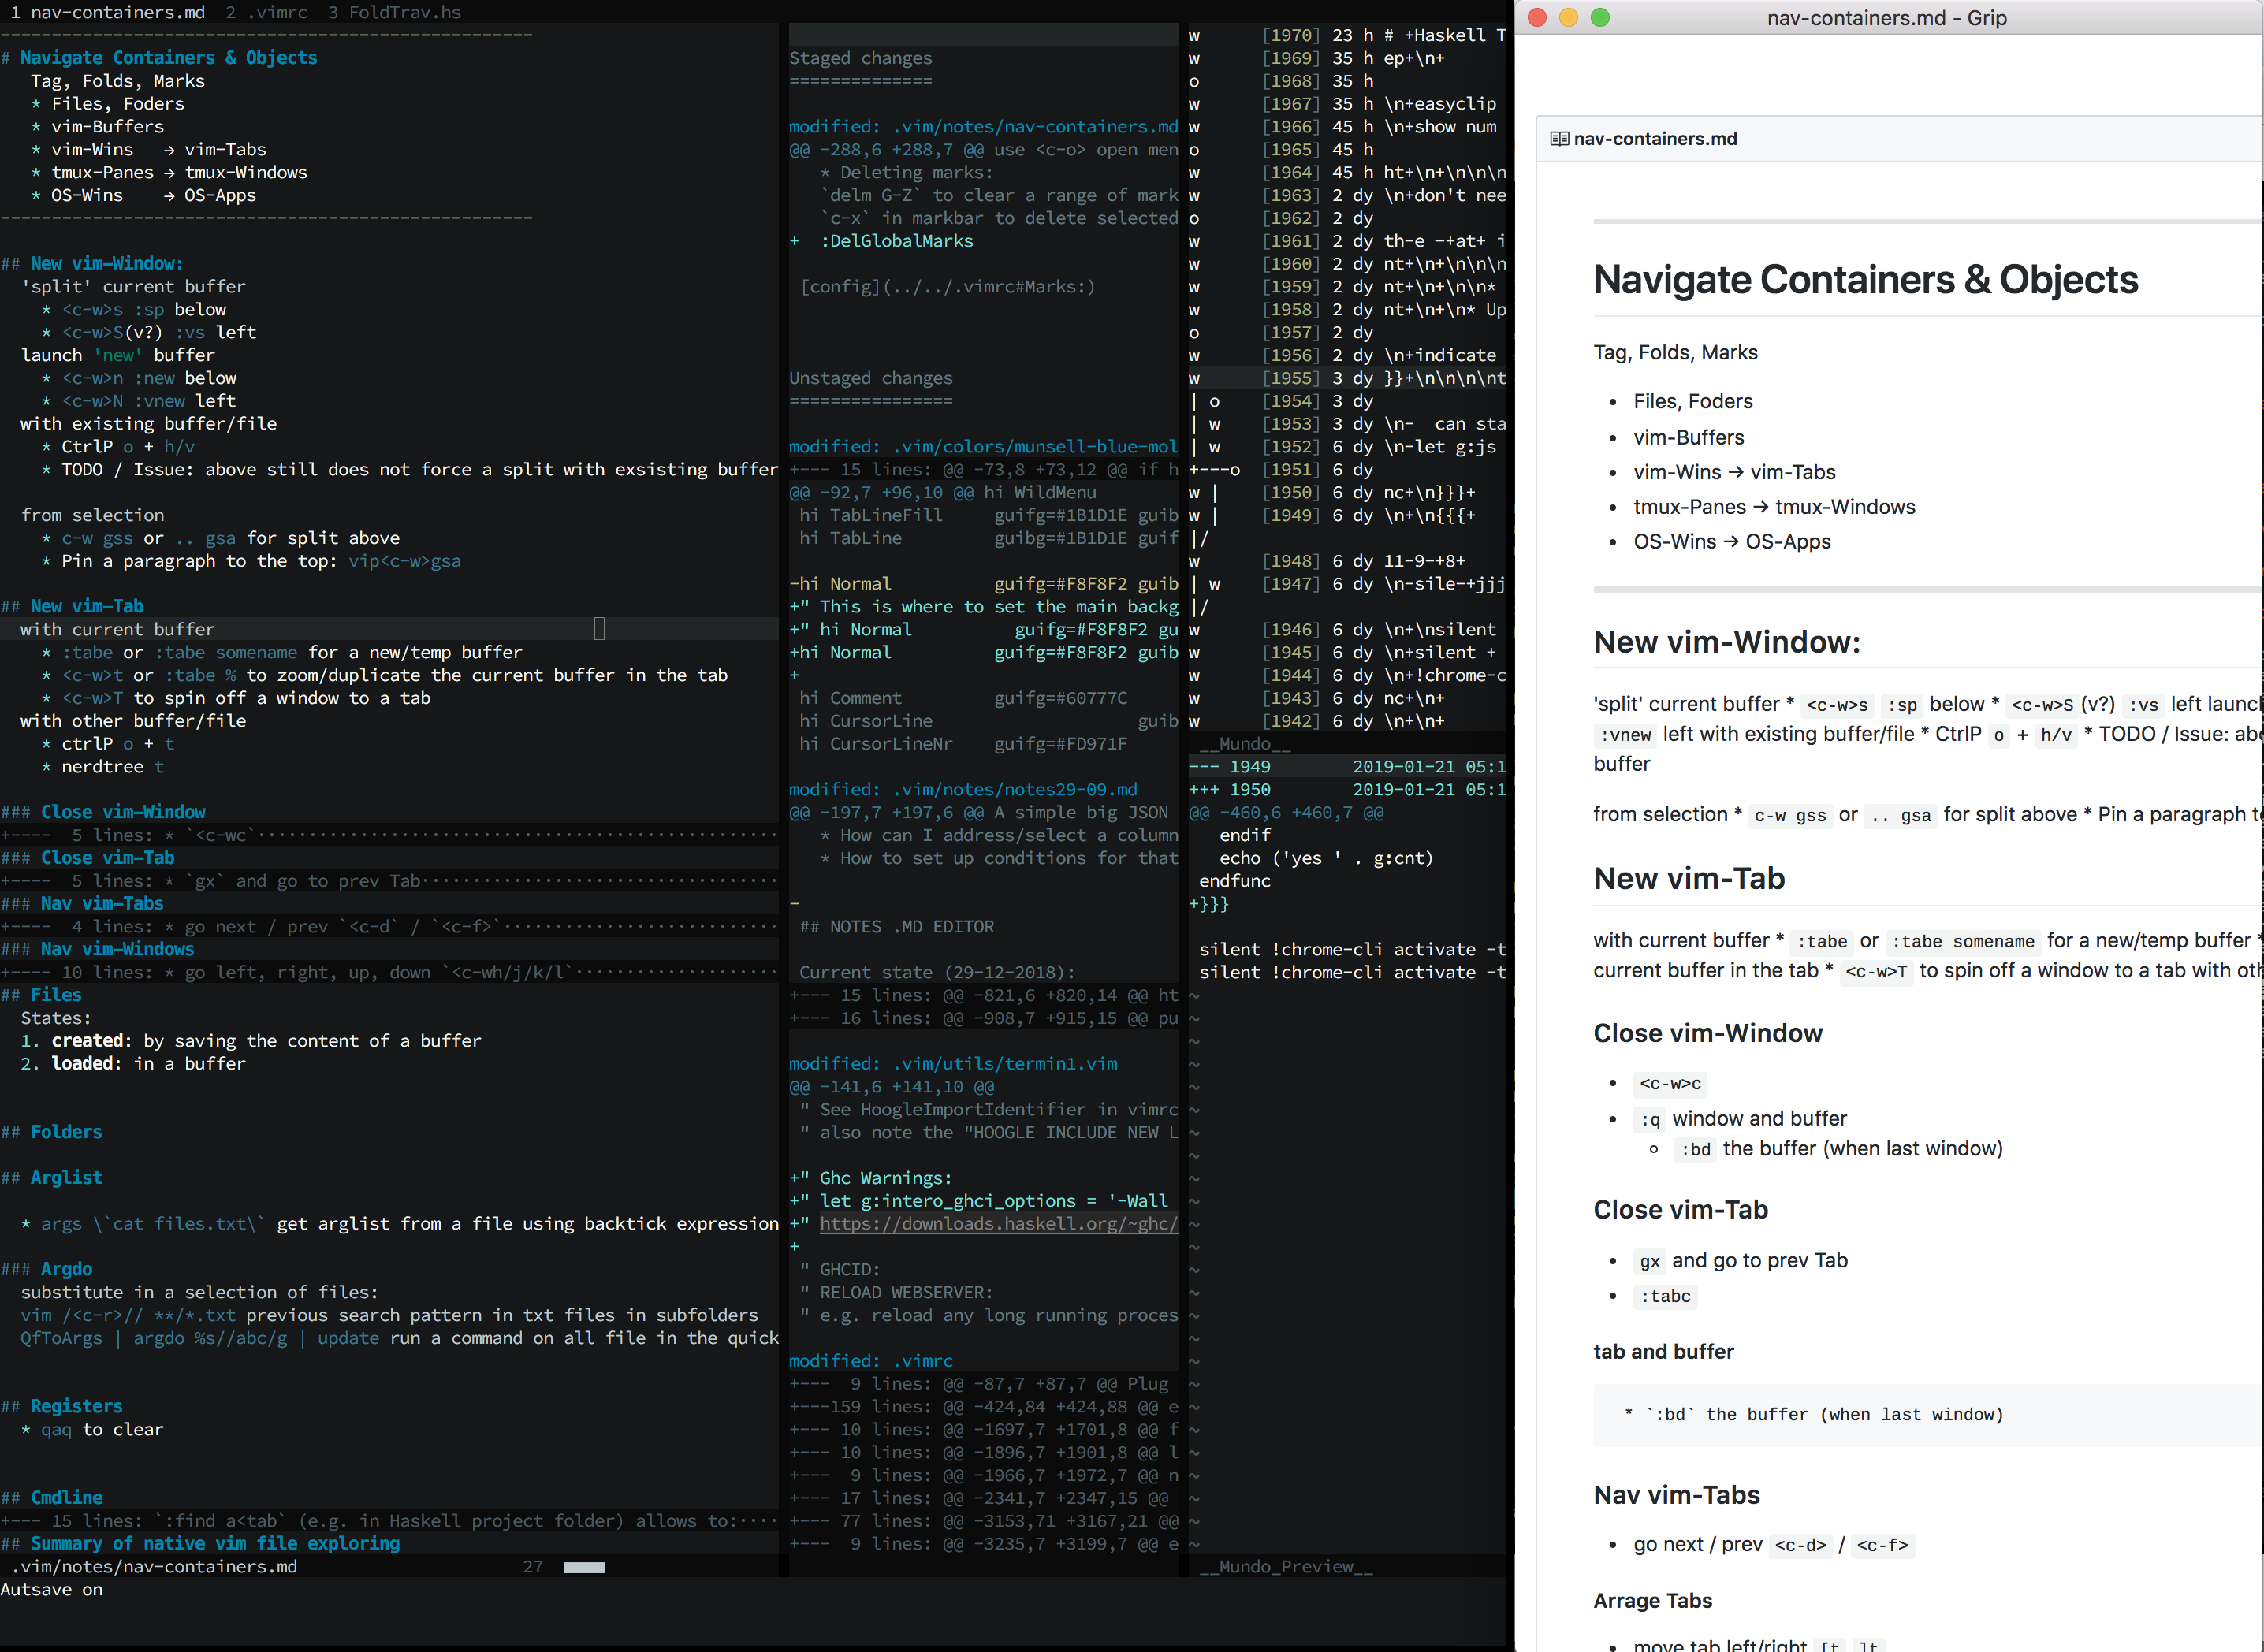 1 nav-containers.md  2 .vimrc  3 FoldTrav.hs
# Navigate Containers & Objects
Tag, Folds, Marks
* Files, Foders
* vim-Buffers
* vim-Wins → vim-Tabs
* tmux-Panes → tmux-Windows
* OS-Wins → OS-Apps
## New vim-Window:
'split' current buffer
* <c-w>s :sp below
* <c-w>S(v?) :vs left
launch 'new' buffer
* <c-w>n :new below
* <c-w>N :vnew left
with existing buffer/file
* CtrlP o + h/v
* TODO / Issue: above still does not force a split with exsisting buffer
from selection
* c-w gss or .. gsa for split above
* Pin a paragraph to the top: vip<c-w>gsa
## New vim-Tab
with current buffer
* :tabe or :tabe somename for a new/temp buffer
* <c-w>t or :tabe % to zoom/duplicate the current buffer in the tab
* <c-w>T to spin off a window to a tab
with other buffer/file
* ctrlP o + t
* nerdtree t
### Close vim-Window
+----  5 lines: * `<c-wc`
### Close vim-Tab
+----  5 lines: * `gx` and go to prev Tab
### Nav vim-Tabs
+----  4 lines: * go next / prev `<c-d` / `<c-f>`
### Nav vim-Windows
+---- 10 lines: * go left, right, up, down `<c-wh/j/k/l`
## Files
States:
1. created: by saving the content of a buffer
2. loaded: in a buffer
## Folders
## Arglist
* args \`cat files.txt\` get arglist from a file using backtick expression
### Argdo
substitute in a selection of files:
vim /<c-r>// **/*.txt previous search pattern in txt files in subfolders
QfToArgs | argdo %s//abc/g | update run a command on all file in the quick
## Registers
* qaq to clear
## Cmdline
+--- 15 lines: `:find a<tab` (e.g. in Haskell project folder) allows to:
## Summary of native vim file exploring
.vim/notes/nav-containers.md 27
Autsave on
Staged changes
==============
modified: .vim/notes/nav-containers.md
@@ -288,6 +288,7 @@ use <c-o> open men
* Deleting marks:
`delm G-Z` to clear a range of mark
`c-x` in markbar to delete selected
+  :DelGlobalMarks
[config](../../.vimrc#Marks:)
Unstaged changes
================
modified: .vim/colors/munsell-blue-mol
+--- 15 lines: @@ -73,8 +73,12 @@ if h
@@ -92,7 +96,10 @@ hi WildMenu
hi TabLineFill guifg=#1B1D1E guib
hi TabLine guibg=#1B1D1E guif
-hi Normal guifg=#F8F8F2 guib
+" This is where to set the main backg
+" hi Normal guifg=#F8F8F2 gu
+hi Normal guifg=#F8F8F2 guib
+
hi Comment guifg=#60777C
hi CursorLine guib
hi CursorLineNr guifg=#FD971F
modified: .vim/notes/notes29-09.md
@@ -197,7 +197,6 @@ A simple big JSON
* How can I address/select a column
* How to set up conditions for that
-
## NOTES .MD EDITOR
Current state (29-12-2018):
+--- 15 lines: @@ -821,6 +820,14 @@ ht
+--- 16 lines: @@ -908,7 +915,15 @@ pu
modified: .vim/utils/termin1.vim
@@ -141,6 +141,10 @@
" See HoogleImportIdentifier in vimrc
" also note the "HOOGLE INCLUDE NEW L
+" Ghc Warnings:
+" let g:intero_ghci_options = '-Wall
+" https://downloads.haskell.org/~ghc/
+
" GHCID:
" RELOAD WEBSERVER:
" e.g. reload any long running proces
modified: .vimrc
+---  9 lines: @@ -87,7 +87,7 @@ Plug
+---159 lines: @@ -424,84 +424,88 @@ e
+--- 10 lines: @@ -1697,7 +1701,8 @@ f
+--- 10 lines: @@ -1896,7 +1901,8 @@ l
+---  9 lines: @@ -1966,7 +1972,7 @@ n
+--- 17 lines: @@ -2341,7 +2347,15 @@
+--- 77 lines: @@ -3153,71 +3167,21 @@
+---  9 lines: @@ -3235,7 +3199,7 @@ e
w [1970] 23 h # +Haskell T
w [1969] 35 h ep+\n+
o [1968] 35 h
w [1967] 35 h \n+easyclip
w [1966] 45 h \n+show num
o [1965] 45 h
w [1964] 45 h ht+\n+\n\n\n
w [1963] 2 dy \n+don't nee
o [1962] 2 dy
w [1961] 2 dy th-e -+at+ i
w [1960] 2 dy nt+\n+\n\n\n
w [1959] 2 dy nt+\n+\n\n*
w [1958] 2 dy nt+\n+\n* Up
o [1957] 2 dy
w [1956] 2 dy \n+indicate
w [1955] 3 dy }}+\n\n\n\nt
| o [1954] 3 dy
| w [1953] 3 dy \n-  can sta
| w [1952] 6 dy \n-let g:js
+---o [1951] 6 dy
w | [1950] 6 dy nc+\n}}}+
w | [1949] 6 dy \n+\n{{{+
|/
w [1948] 6 dy 11-9-+8+
| w [1947] 6 dy \n-sile-+jjj
|/
w [1946] 6 dy \n+\nsilent
w [1945] 6 dy \n+silent +
w [1944] 6 dy \n+!chrome-c
w [1943] 6 dy nc+\n+
w [1942] 6 dy \n+\n+
__Mundo__
--- 1949 2019-01-21 05:1
+++ 1950 2019-01-21 05:1
@@ -460,6 +460,7 @@
endif
echo ('yes ' . g:cnt)
endfunc
+}}}
silent !chrome-cli activate -t
silent !chrome-cli activate -t
__Mundo_Preview__
nav-containers.md - Grip
nav-containers.md
Navigate Containers & Objects
Tag, Folds, Marks
• Files, Foders
• vim-Buffers
• vim-Wins → vim-Tabs
• tmux-Panes → tmux-Windows
• OS-Wins → OS-Apps
New vim-Window:
'split' current buffer * <c-w>s :sp below * <c-w>S (v?) :vs left launch
:vnew left with existing buffer/file * CtrlP o + h/v * TODO / Issue: abo
buffer
from selection * c-w gss or .. gsa for split above * Pin a paragraph to
New vim-Tab
with current buffer * :tabe or :tabe somename for a new/temp buffer *
current buffer in the tab * <c-w>T to spin off a window to a tab with oth
Close vim-Window
• <c-w>c
• :q window and buffer
○ :bd the buffer (when last window)
Close vim-Tab
• gx and go to prev Tab
• :tabc
tab and buffer
* `:bd` the buffer (when last window)
Nav vim-Tabs
• go next / prev <c-d> / <c-f>
Arrage Tabs
• move tab left/right [t ]t